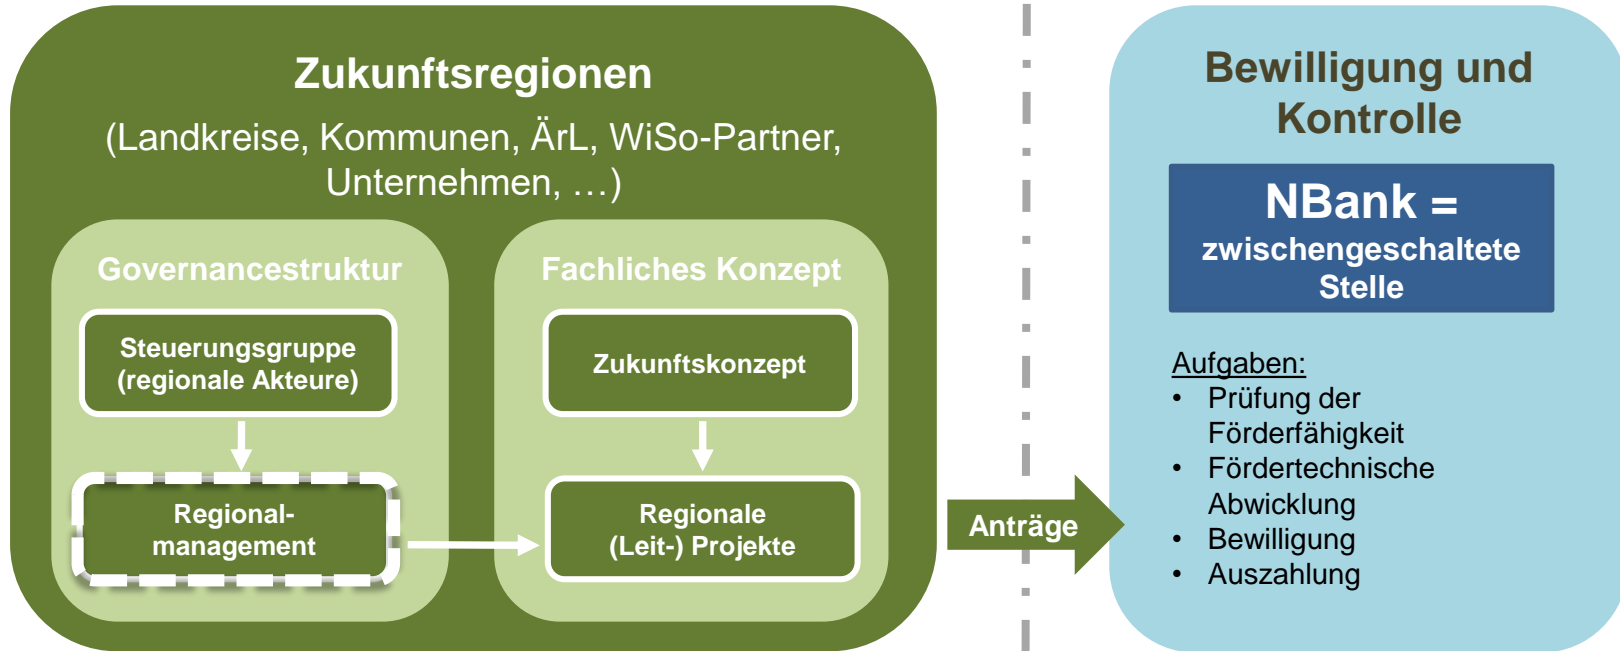 Zukunftsregionen
(Landkreise, Kommunen, ÄrL, WiSo-Partner,
Unternehmen, …)
Governancestruktur
Steuerungsgruppe
(regionale Akteure)
Regional-
management
Fachliches Konzept
Zukunftskonzept
Regionale
(Leit-) Projekte
Anträge
Bewilligung und
Kontrolle
NBank =
zwischengeschaltete
Stelle
Aufgaben:
• Prüfung der
Förderfähigkeit
• Fördertechnische
Abwicklung
• Bewilligung
• Auszahlung